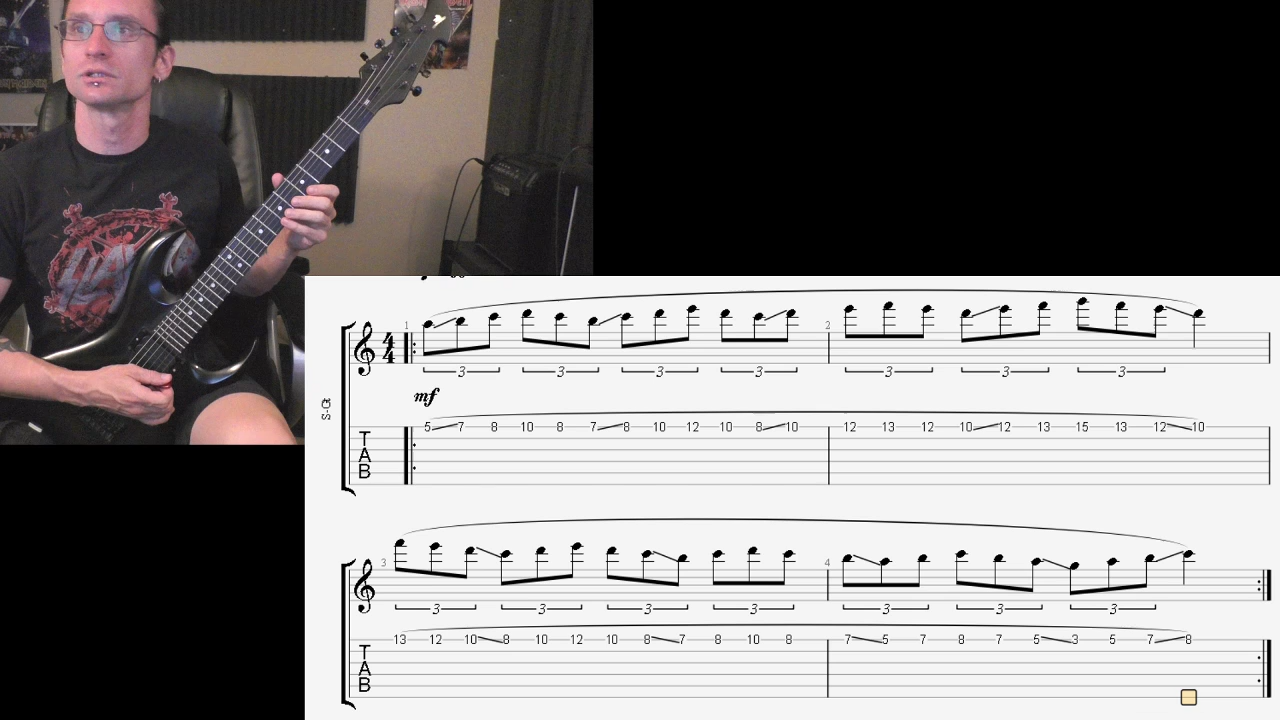 1 2
4 4 3 3 3 3 3 3 3
mf
S-Gt
5 7 8 10 8 7 8 10 12 10 8 10 12 13 12 10 12 13 15 13 12 10
T
A
B
3 4
3 3 3 3 3 3 3
13 12 10 8 10 12 10 8 7 8 10 8 7 5 7 8 7 5 3 5 7 8
T
A
B